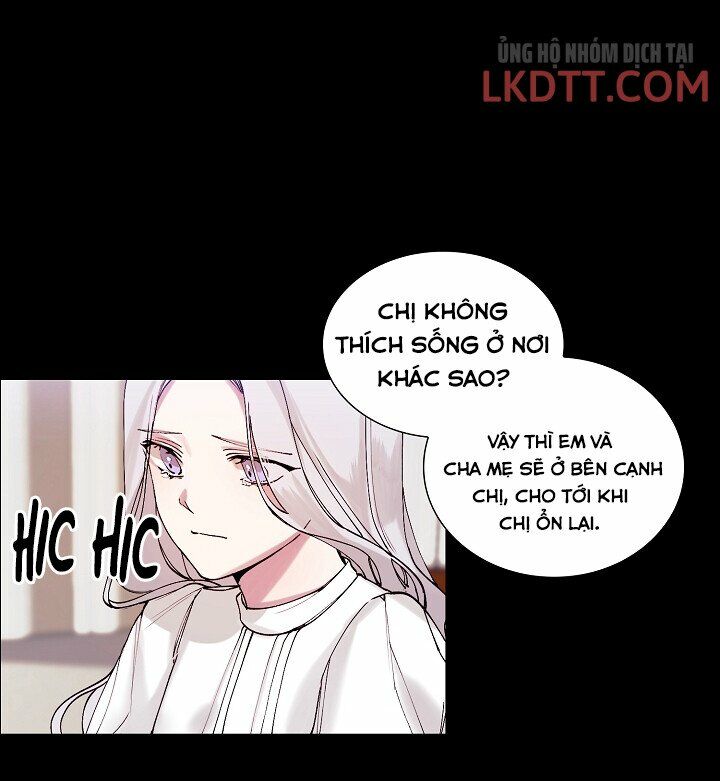 ỦNG HỘ NHÓM DỊCH TẠI
LKDTT.COM
CHỊ KHÔNG
THÍCH SỐNG Ở NƠI
KHÁC SAO?
VẬY THÌ EM VÀ
CHA MẸ SẼ Ở BÊN CẠNH
CHỊ, CHO TỚI KHI
CHỊ ỔN LẠI.
HIC HIC